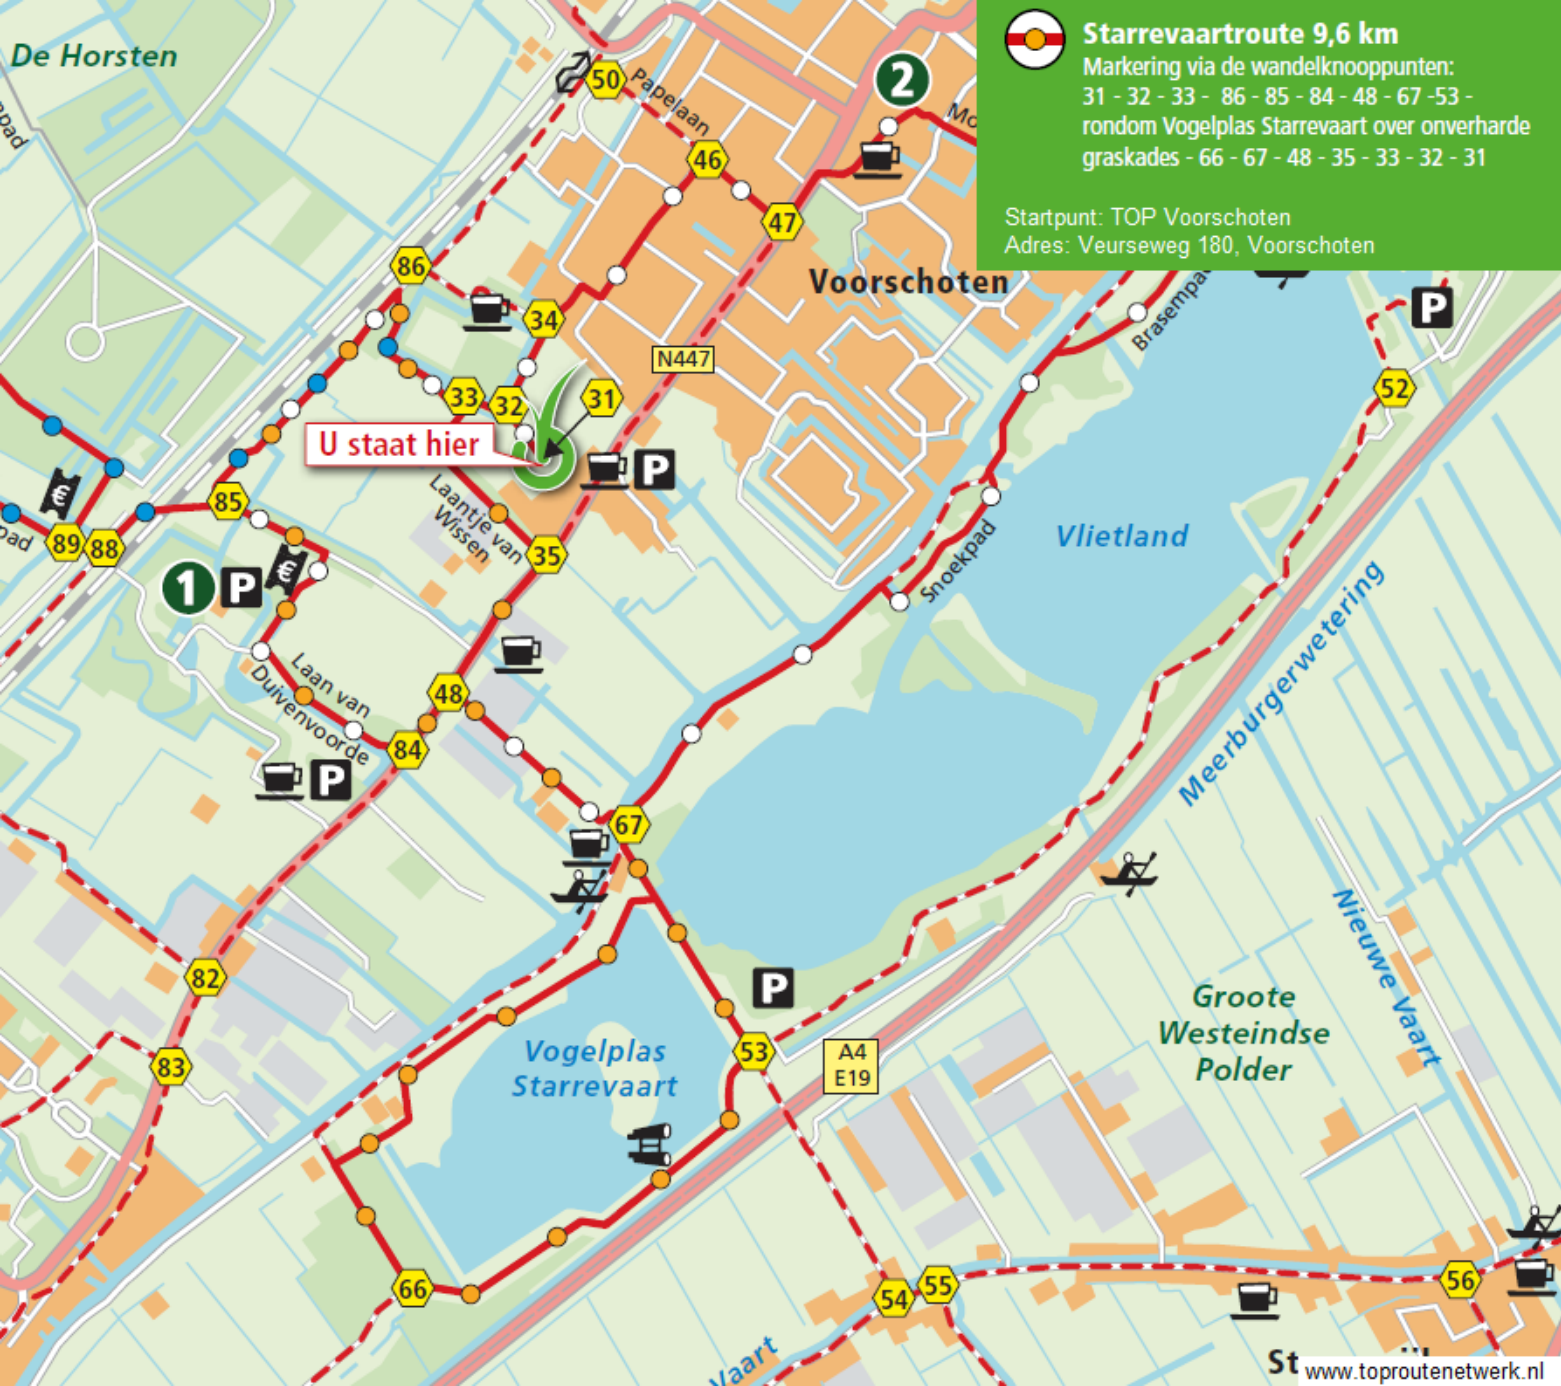 Starrevaartroute 9,6 km
Markering via de wandelknooppunten:
31 - 32 - 33 - 86 - 85 - 84 - 48 - 67 -53 -
rondom Vogelplas Starrevaart over onverharde
graskades - 66 - 67 - 48 - 35 - 33 - 32 - 31
Startpunt: TOP Voorschoten
Adres: Veurseweg 180, Voorschoten
De Horsten
50
Papelaan
2
46
47
86
34
Voorschoten
N447
P
Brasempad
52
33
32
31
U staat hier
P
Laantje van
Wissen
85
€
89
88
pad
35
Vlietland
Snoekpad
1
P
€
Meerburgerwetering
Laan van
Duivenvoorde
48
84
P
67
82
P
Nieuwe Vaart
Groote
Westeindse
Polder
53
A4
E19
83
Vogelplas
Starrevaart
66
54
55
56
Vaart
St
www.toproutenetwerk.nl